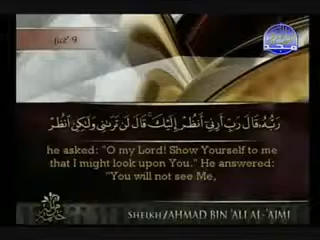 Juz' 9
المجد
رَبُّهُۥ قَالَ رَبِّ أَرِنِىٓ أَنظُرْ إِلَيْكَ ۚ قَالَ لَن تَرَىٰنِى وَلَٰكِنِ ٱنظُرْ
he asked: "O my Lord! Show Yourself to
me that I might look upon You." He answered:
"You will not see Me,
SHEIKH/AHMAD BIN 'ALI AL-'AJMI